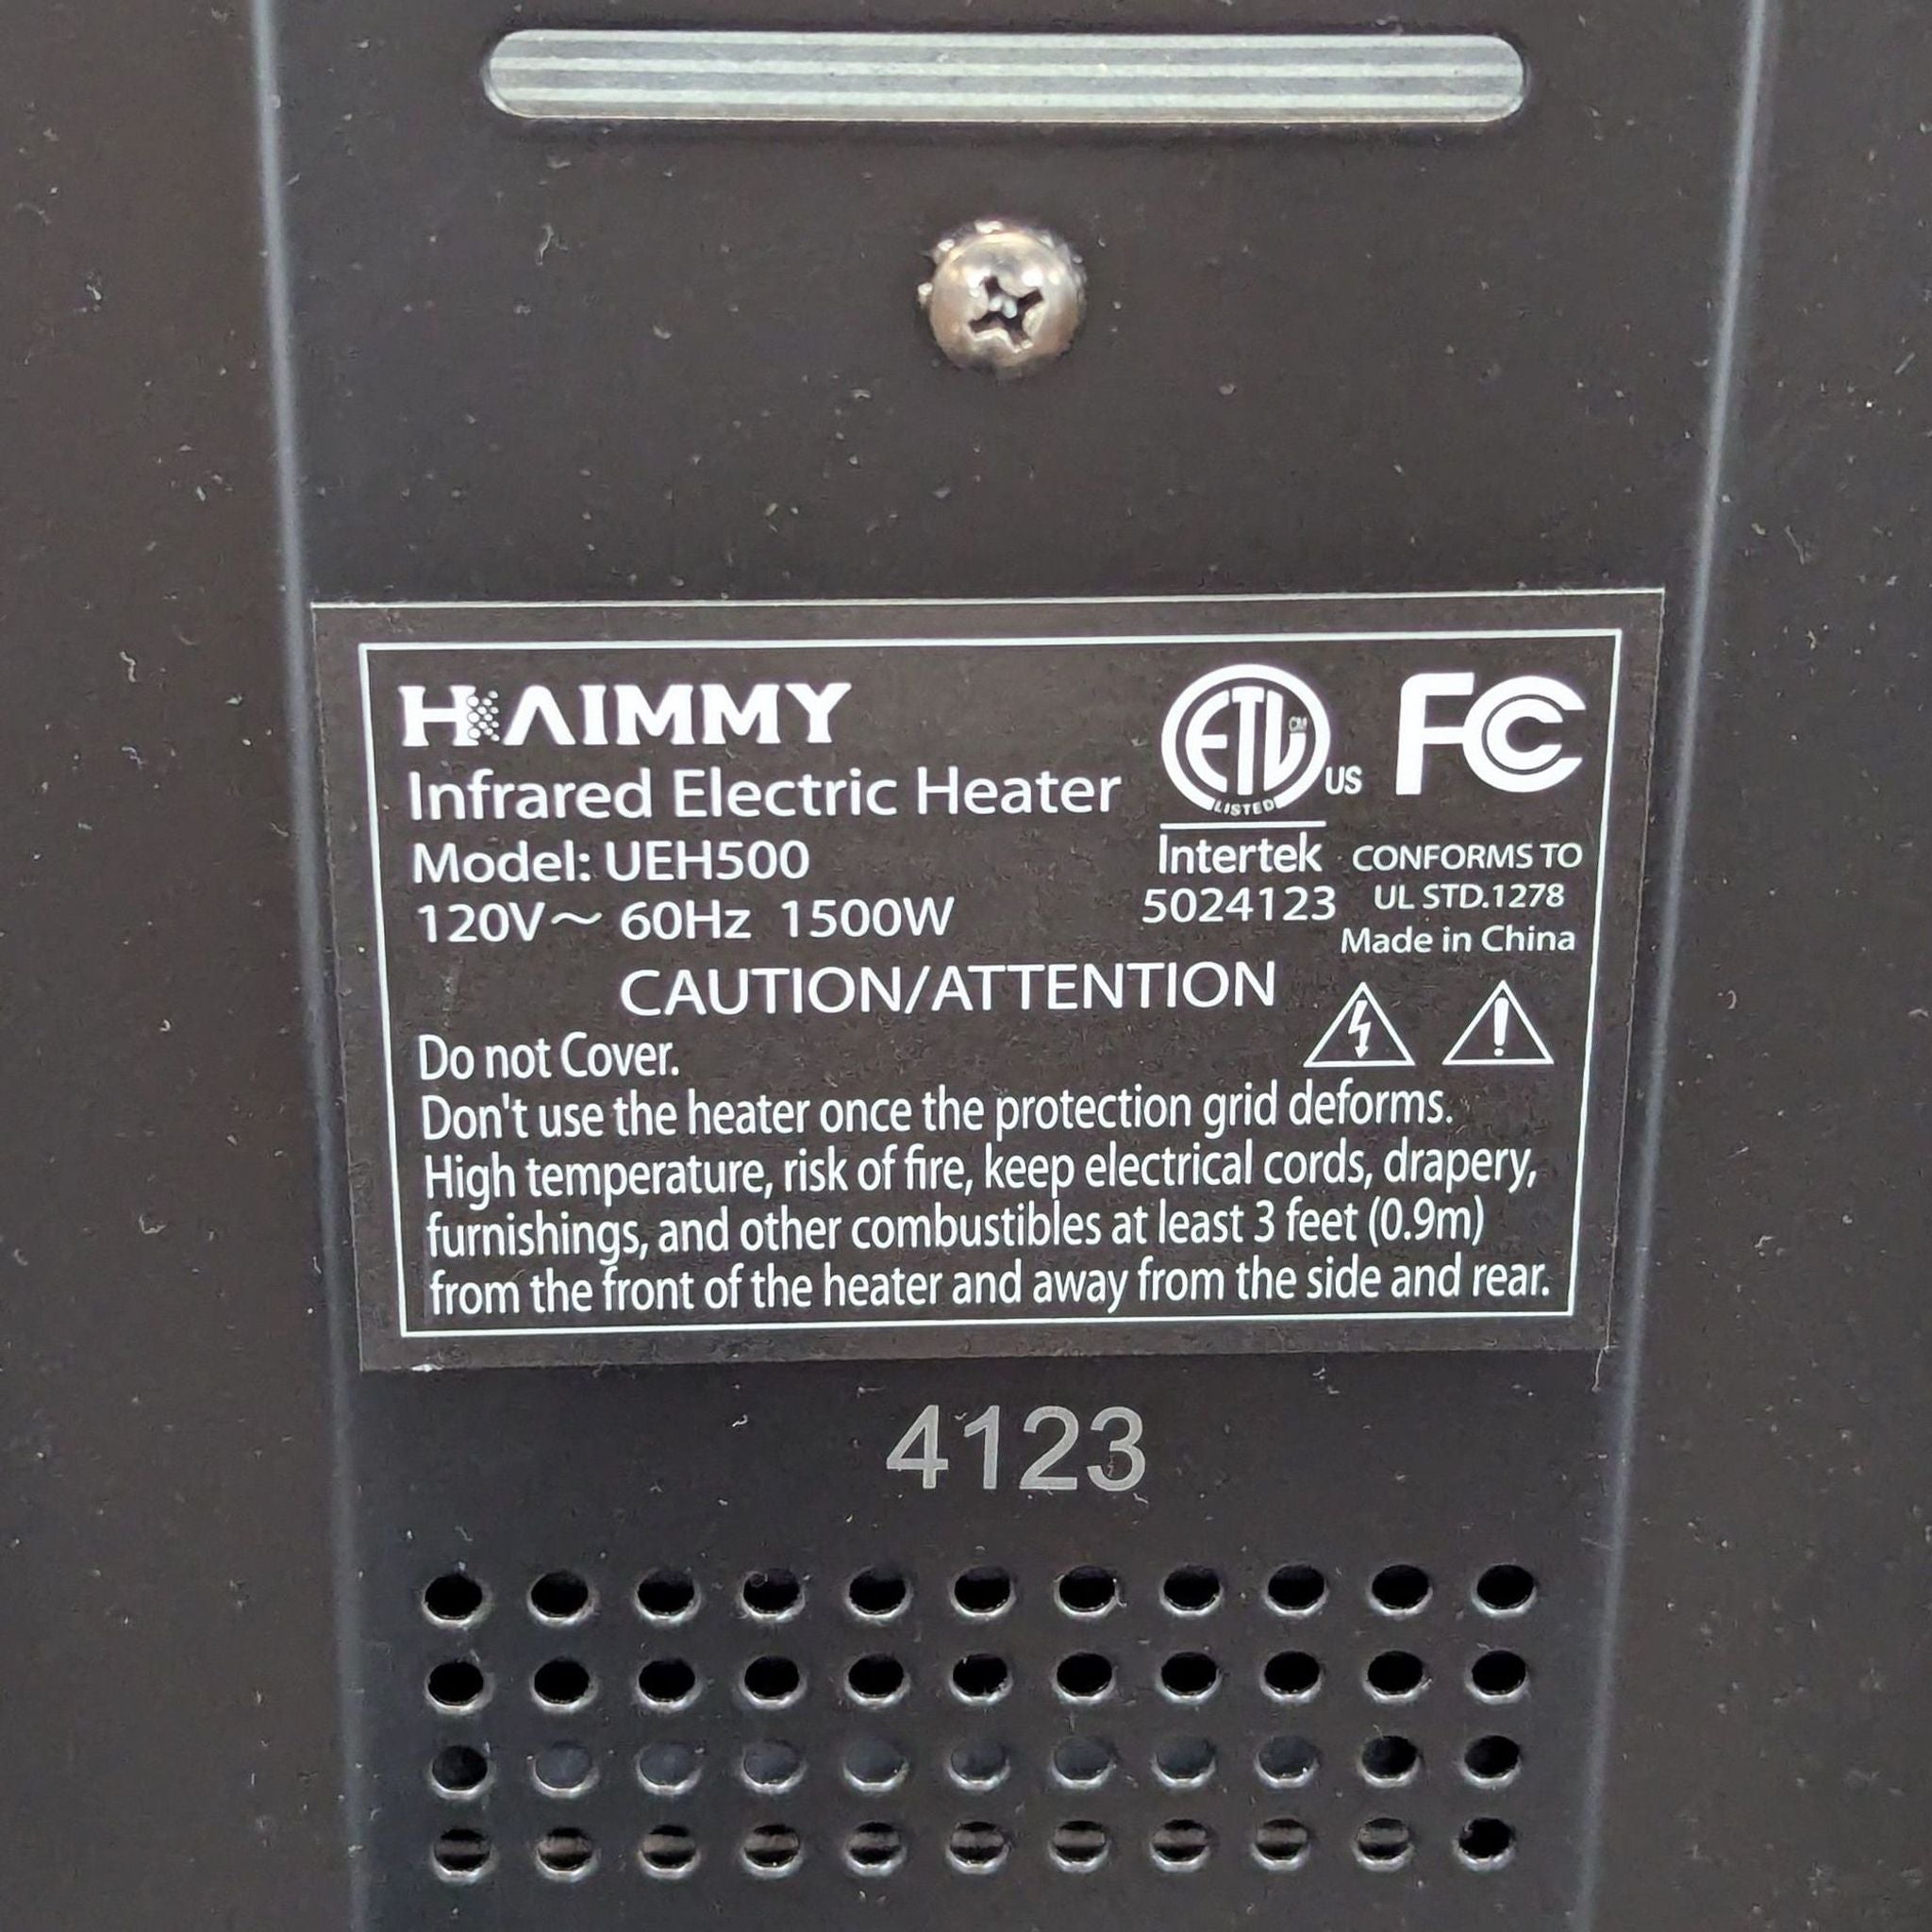 HAIMMY
Infrared Electric Heater
Model: UEH500
120V~ 60Hz 1500W
ETL CM
LISTED
US
Intertek
5024123
FC
CONFORMS TO
UL STD.1278
Made in China
CAUTION/ATTENTION
Do not Cover.
Don't use the heater once the protection grid deforms.
High temperature, risk of fire, keep electrical cords, drapery,
furnishings, and other combustibles at least 3 feet (0.9m)
from the front of the heater and away from the side and rear.
4123